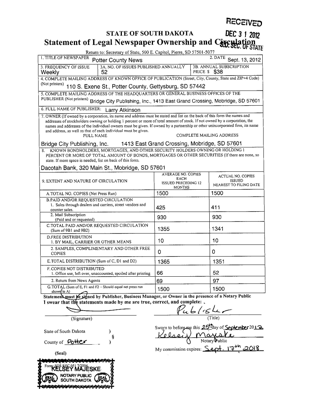 RECEIVED
DEC 31 2012
S.D. SEC. OF STATE
STATE OF SOUTH DAKOTA
Statement of Legal Newspaper Ownership and Circulation
Return to: Secretary of State, 500 E. Capitol, Pierre, SD 57501-5077
1. TITLE OF NEWSPAPER Potter County News
2. DATE Sept. 13, 2012
3. FREQUENCY OF ISSUE
Weekly
3A. NO. OF ISSUES PUBLISHED ANNUALLY
52
3B. ANNUAL SUBSCRIPTION
PRICE $ $38
4. COMPLETE MAILING ADDRESS OF KNOWN OFFICE OF PUBLICATION (Street, City, County, State and ZIP+4 Code)
(Not printers) 110 S. Exene St., Potter County, Gettysburg, SD 57442
5. COMPLETE MAILING ADDRESS OF THE HEADQUARTERS OR GENERAL BUSINESS OFFICES OF THE
PUBLISHER (Not printers) Bridge City Publishing, Inc., 1413 East Grand Crossing, Mobridge, SD 57601
6. FULL NAME OF PUBLISHER: Larry Atkinson
7. OWNER (If owned by a corporation, its name and address must be stated and also on the back of this form the names and
addresses of stockholders owning or holding 1 percent or more of total amount of stock. If not owned by a corporation, the
names and addresses of the individual owners must be given. If owned by a partnership or other unincorporated firm, its name
and address, as well as that of each individual must be given.
FULL NAME COMPLETE MAILING ADDRESS
Bridge City Publishing, Inc. 1413 East Grand Crossing, Mobridge, SD 57601
8. KNOWN BONDHOLDERS, MORTGAGES, AND OTHER SECURITY HOLDERS OWNING OR HOLDING 1
PERCENT OR MORE OF TOTAL AMOUNT OF BONDS, MORTGAGES OR OTHER SECURITIES (If there are none, so
state. If more space is needed, list on back of this form.
Dacotah Bank, 320 Main St., Mobridge, SD 57601
9. EXTENT AND NATURE OF CIRCULATION
AVERAGE NO. COPIES
EACH
ISSUES PRECEDING 12
MONTHS
ACTUAL NO. COPIES
ISSUED
NEAREST TO FILING DATE
A. TOTAL NO. COPIES (Net Press Run) 1500 1500
B. PAID AND/OR REQUESTED CIRCULATION
1. Sales through dealers and carriers, street vendors and
counter sales. 425 411
2. Mail Subscription
(Paid and or requested) 930 930
C. TOTAL PAID AND/OR REQUESTED CIRCULATION
(Sum of 9B1 and 9B2) 1355 1341
D. FREE DISTRIBUTION
1. BY MAIL, CARRIER OR OTHER MEANS 10 10
2. SAMPLES, COMPLIMENTARY AND OTHER FREE
COPIES 0 0
E. TOTAL DISTRIBUTION (Sum of C, D1 and D2) 1365 1351
F. COPIES NOT DISTRIBUTED
1. Office use, left over, unaccounted, spoiled after printing 66 52
2. Return from News Agents 69 97
G. TOTAL (Sum of E, F1 and F2 - Should equal net press run
shown in A) 1500 1500
Statement must be signed by Publisher, Business Manager, or Owner in the presence of a Notary Public
I swear that the statements made by me are true, correct, and complete:
Publisher
(Signature) (Title)
State of South Dakota )
§
County of Potter )
Sworn to before me this 25th day of September 2012
Kelsey Majeske
Notary Public
(Seal)
My commission expires: Sept. 17th 2018
KELSEY MAJESKE
NOTARY PUBLIC
SOUTH DAKOTA
SEAL
SEAL